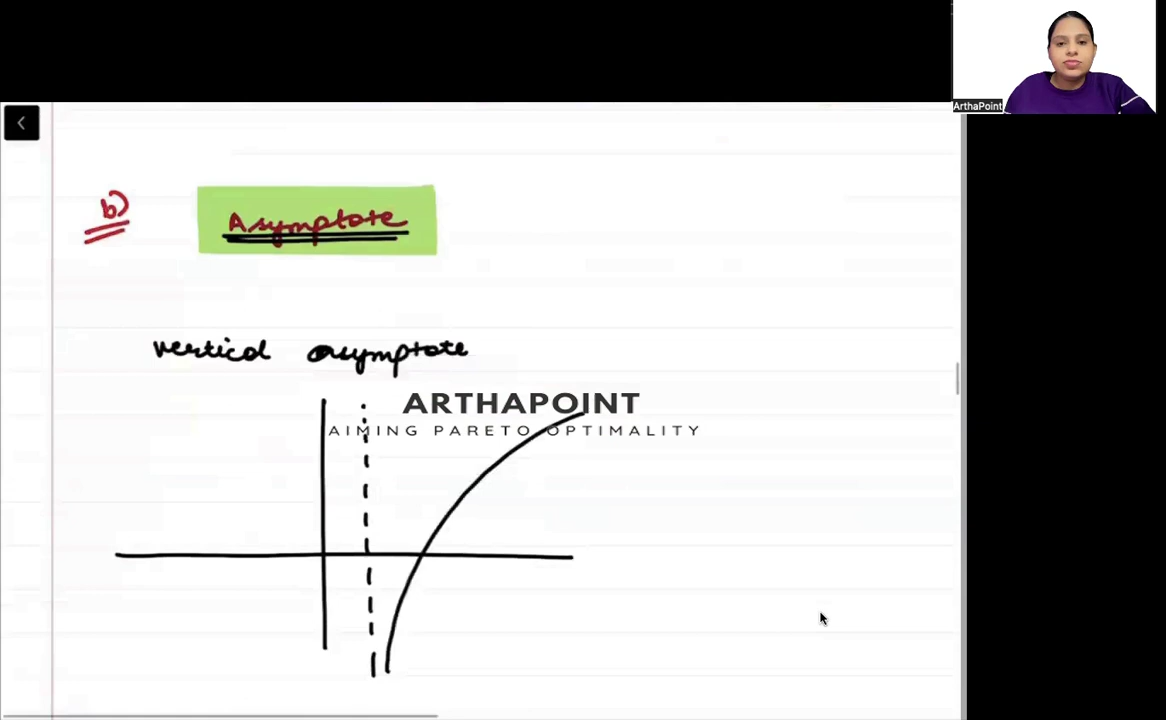 ArthaPoint
b)
Asymptote
vertical asymptote
ARTHAPOINT
AIMING PARETO OPTIMALITY